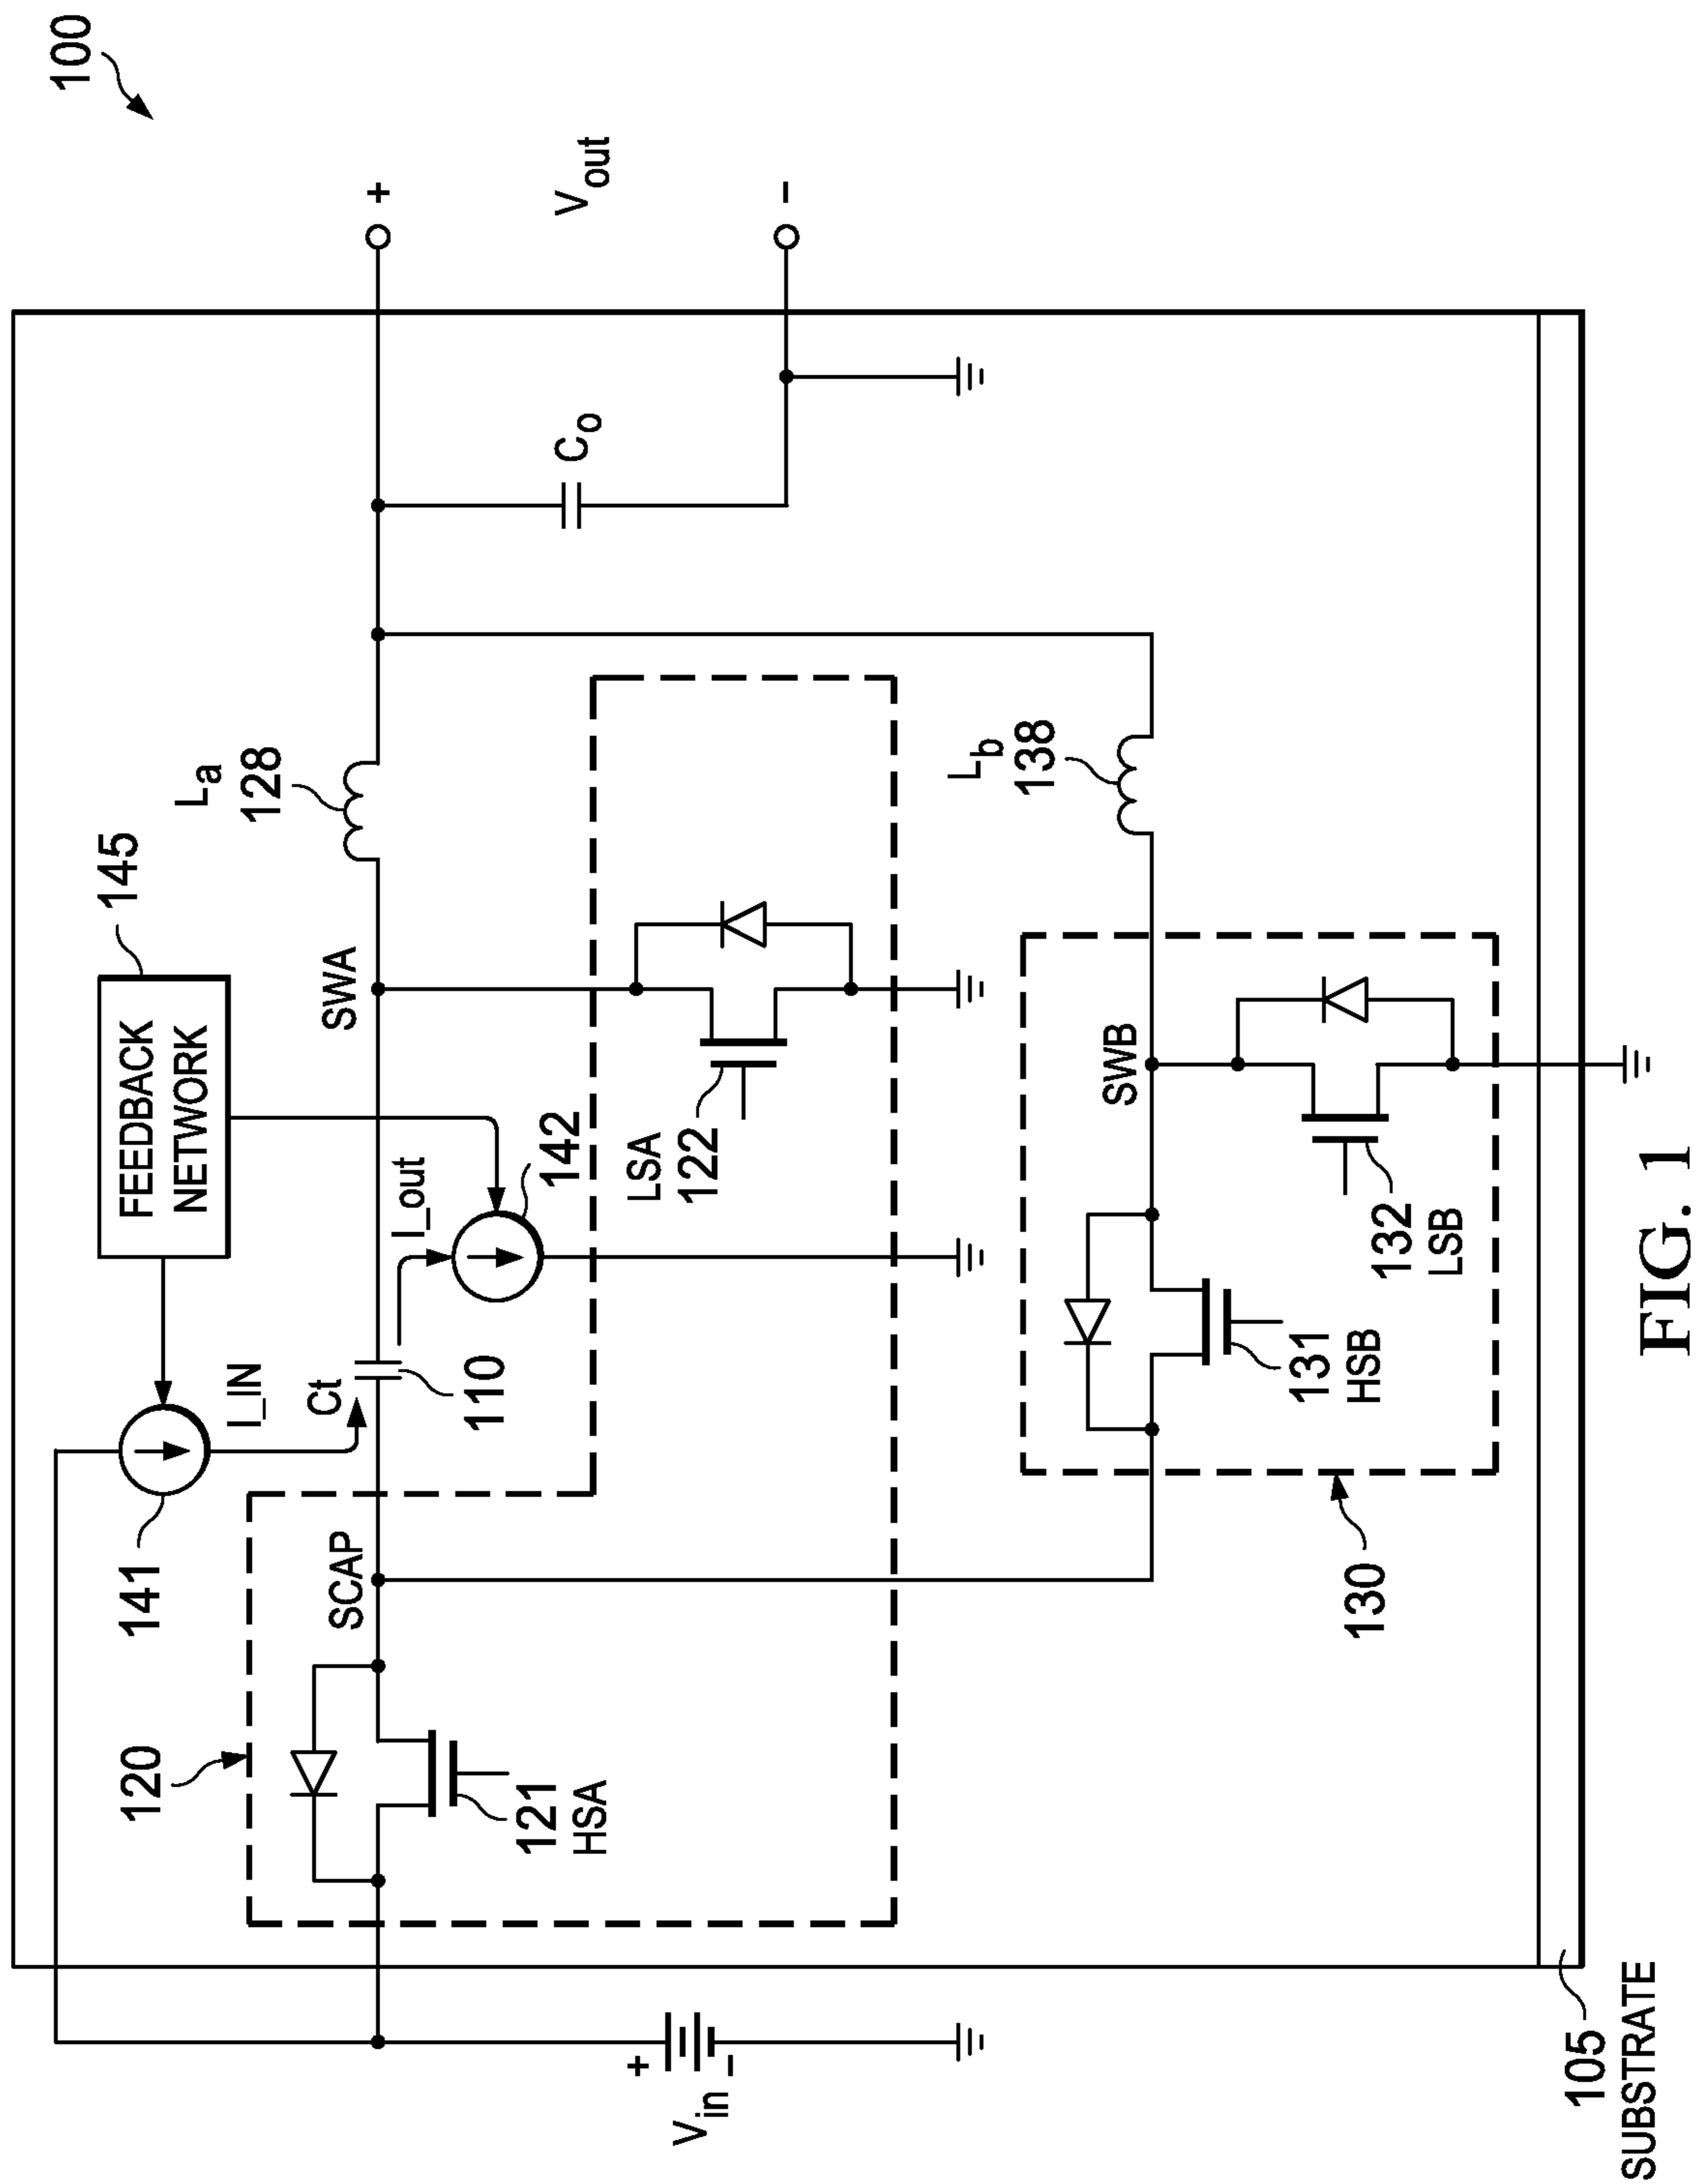 100
FEEDBACK
NETWORK
145
141
I_IN
Ct
110
I_out
142
120
SCAP
SWA
La
128
+
Vout
-
Co
121
HSA
LSA
122
Vin
+
-
Lb
138
SWB
131
HSB
132
LSB
130
105
SUBSTRATE
FIG. 1